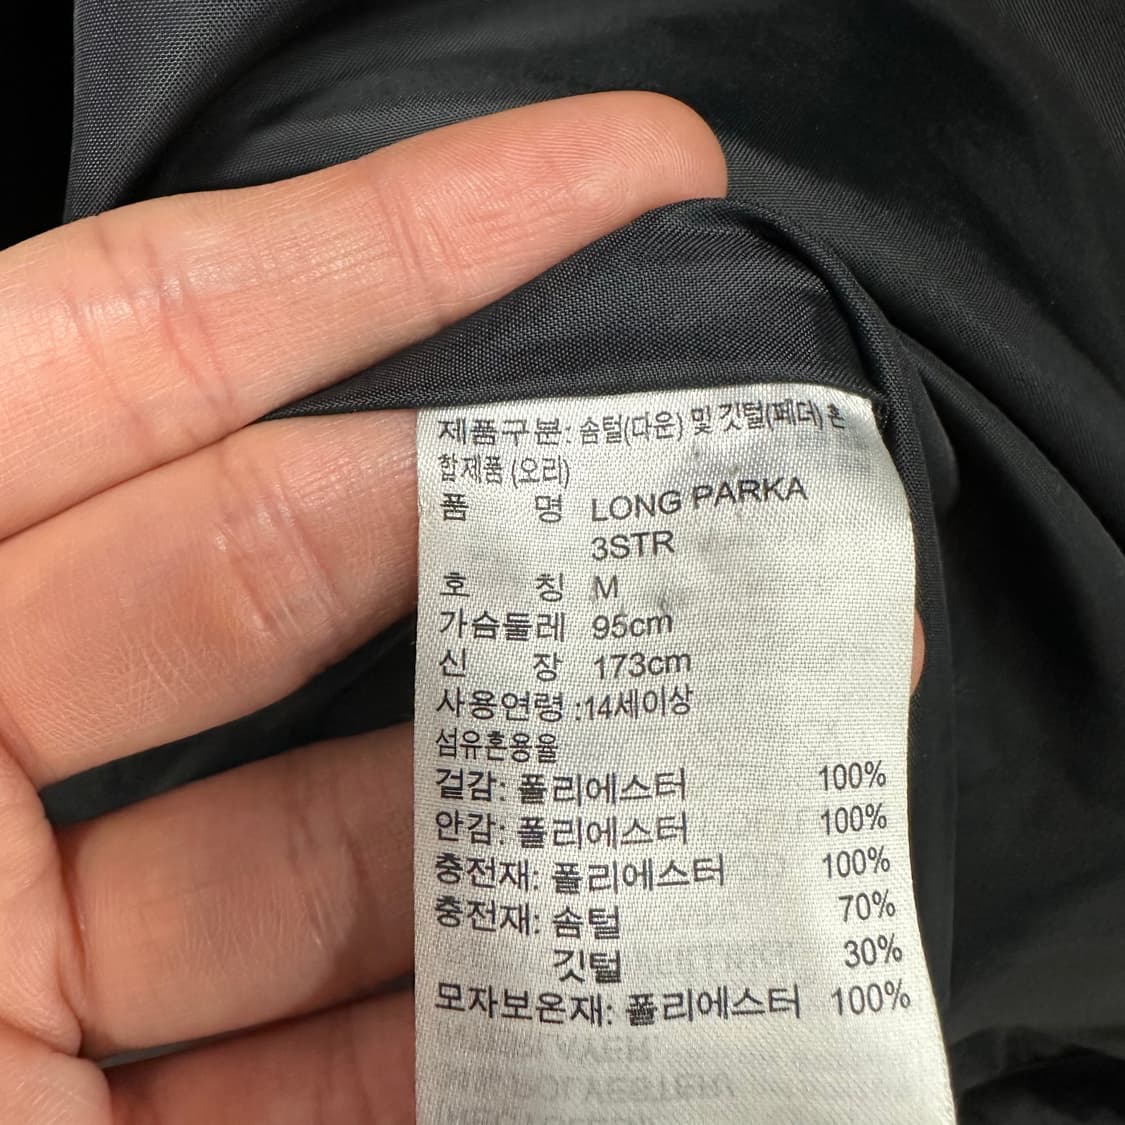 제품구분: 솜털(다운) 및 깃털(페더) 혼
합제품 (오리)
품 명 LONG PARKA
3STR
호 칭 M
가슴둘레 95cm
신 장 173cm
사용연령 :14세이상
섬유혼용율
겉감: 폴리에스터 100%
안감: 폴리에스터 100%
충전재: 폴리에스터 100%
충전재: 솜털 70%
깃털 30%
모자보온재: 폴리에스터 100%